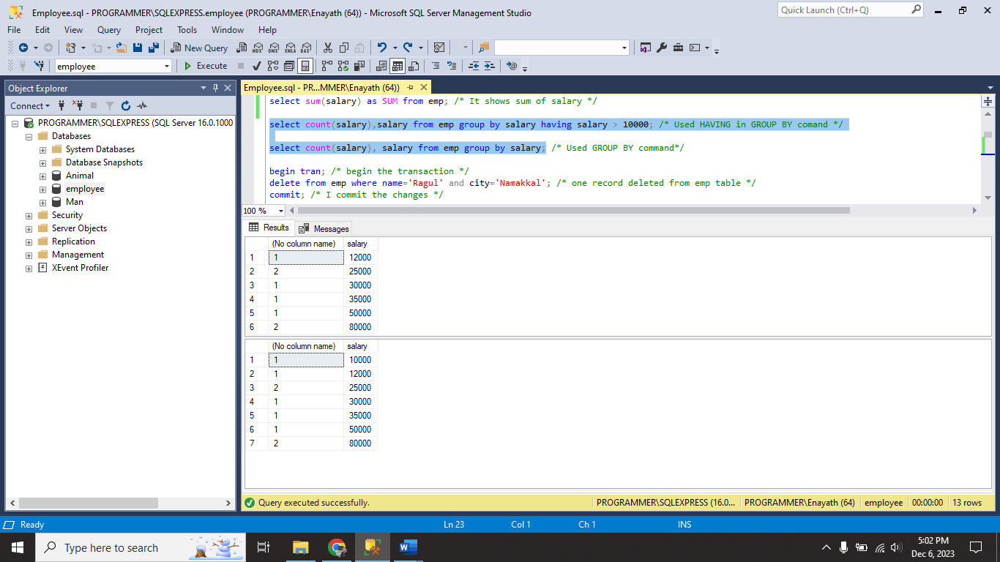 Employee.sql - PROGRAMMER\SQLEXPRESS.employee (PROGRAMMER\Enayath (64)) - Microsoft SQL Server Management Studio
Quick Launch (Ctrl+Q)
File Edit View Query Project Tools Window Help
New Query MDX DMX XMLA DAX
employee Execute
Object Explorer
Connect
PROGRAMMER\SQLEXPRESS (SQL Server 16.0.1000
Databases
System Databases
Database Snapshots
Animal
employee
Man
Security
Server Objects
Replication
Management
XEvent Profiler
Employee.sql - PR...MMER\Enayath (64))
select sum(salary) as SUM from emp; /* It shows sum of salary */
select count(salary),salary from emp group by salary having salary > 10000; /* Used HAVING in GROUP BY comand */
select count(salary), salary from emp group by salary; /* Used GROUP BY command*/
begin tran; /* begin the transaction */
delete from emp where name='Ragul' and city='Namakkal'; /* one record deleted from emp table */
commit; /* I commit the changes */
100 %
Results Messages
(No column name) salary
1 1 12000
2 2 25000
3 1 30000
4 1 35000
5 1 50000
6 2 80000
(No column name) salary
1 1 10000
2 1 12000
3 2 25000
4 1 30000
5 1 35000
6 1 50000
7 2 80000
Query executed successfully. PROGRAMMER\SQLEXPRESS (16.0... PROGRAMMER\Enayath (64) employee 00:00:00 13 rows
Ready Ln 23 Col 1 Ch 1 INS
Type here to search
W
5:02 PM
Dec 6, 2023